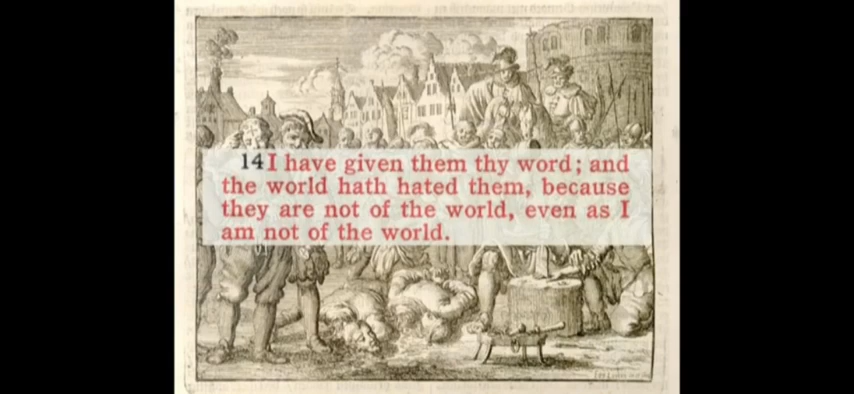 14 I have given them thy word; and
the world hath hated them, because
they are not of the world, even as I
am not of the world.